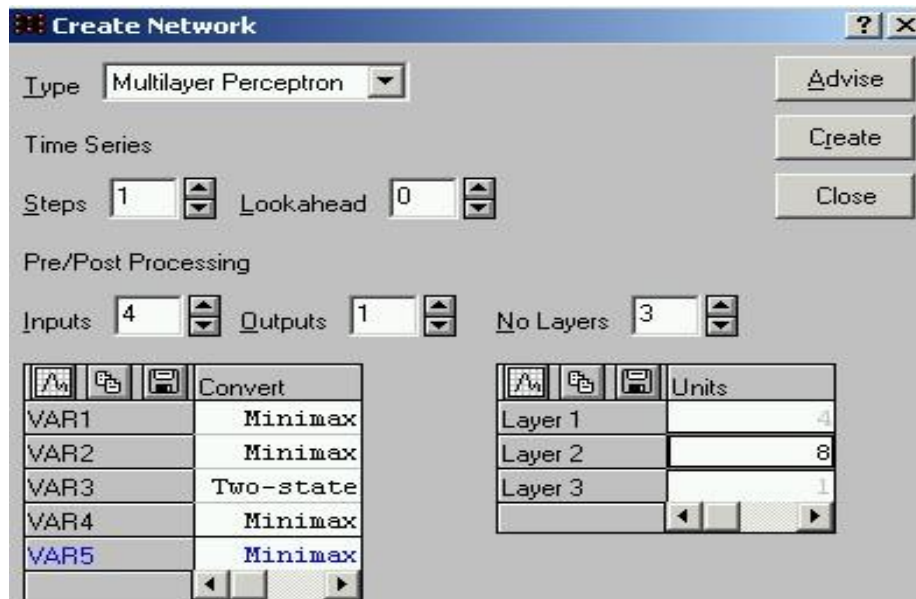 Create Network
Type Multilayer Perceptron
Advise
Time Series
Create
Steps 1 Lookahead 0
Close
Pre/Post Processing
Inputs 4 Outputs 1 No Layers 3
Convert
VAR1 Minimax
VAR2 Minimax
VAR3 Two-state
VAR4 Minimax
VAR5 Minimax
Units
Layer 1 4
Layer 2 8
Layer 3 1